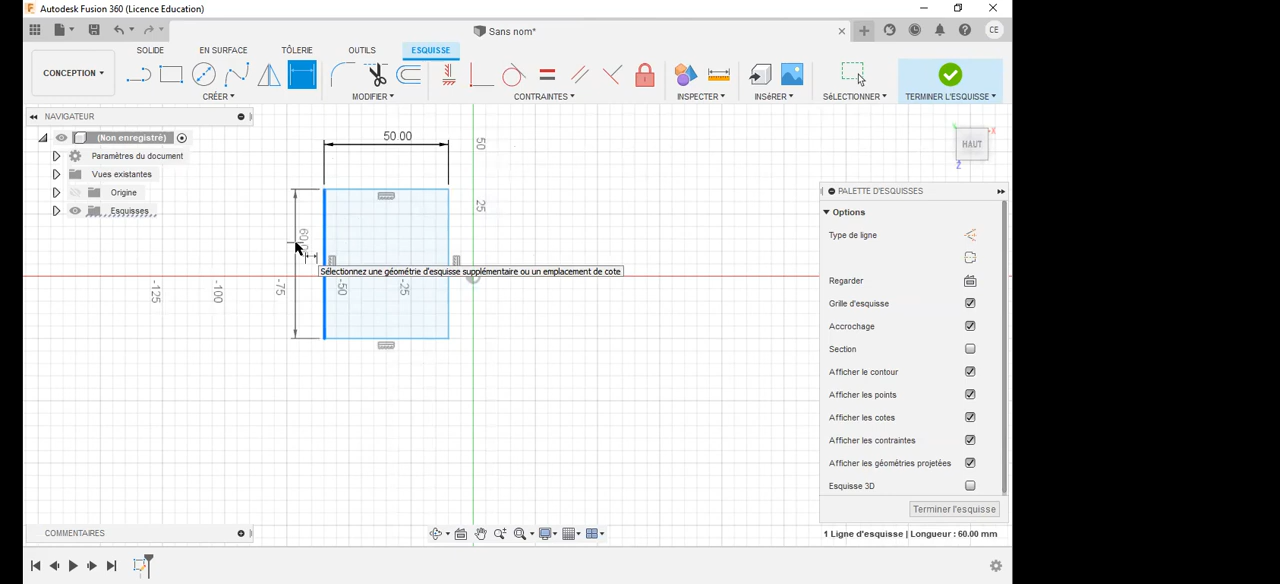 Autodesk Fusion 360 (Licence Education)
Sans nom*
CE
CONCEPTION
SOLIDE EN SURFACE TÔLERIE OUTILS ESQUISSE
CRÉER MODIFIER CONTRAINTES INSPECTER INSÉRER SÉLECTIONNER TERMINER L'ESQUISSE
NAVIGATEUR
(Non enregistré)
Paramètres du document
Vues existantes
Origine
Esquisses
50.00
50
25
-125
-100
-75
-50
-25
Sélectionnez une géométrie d'esquisse supplémentaire ou un emplacement de cote
HAUT
X
Z
PALETTE D'ESQUISSES
Options
Type de ligne
Regarder
Grille d'esquisse
Accrochage
Section
Afficher le contour
Afficher les points
Afficher les cotes
Afficher les contraintes
Afficher les géométries projetées
Esquisse 3D
Terminer l'esquisse
COMMENTAIRES
1 Ligne d'esquisse | Longueur : 60.00 mm